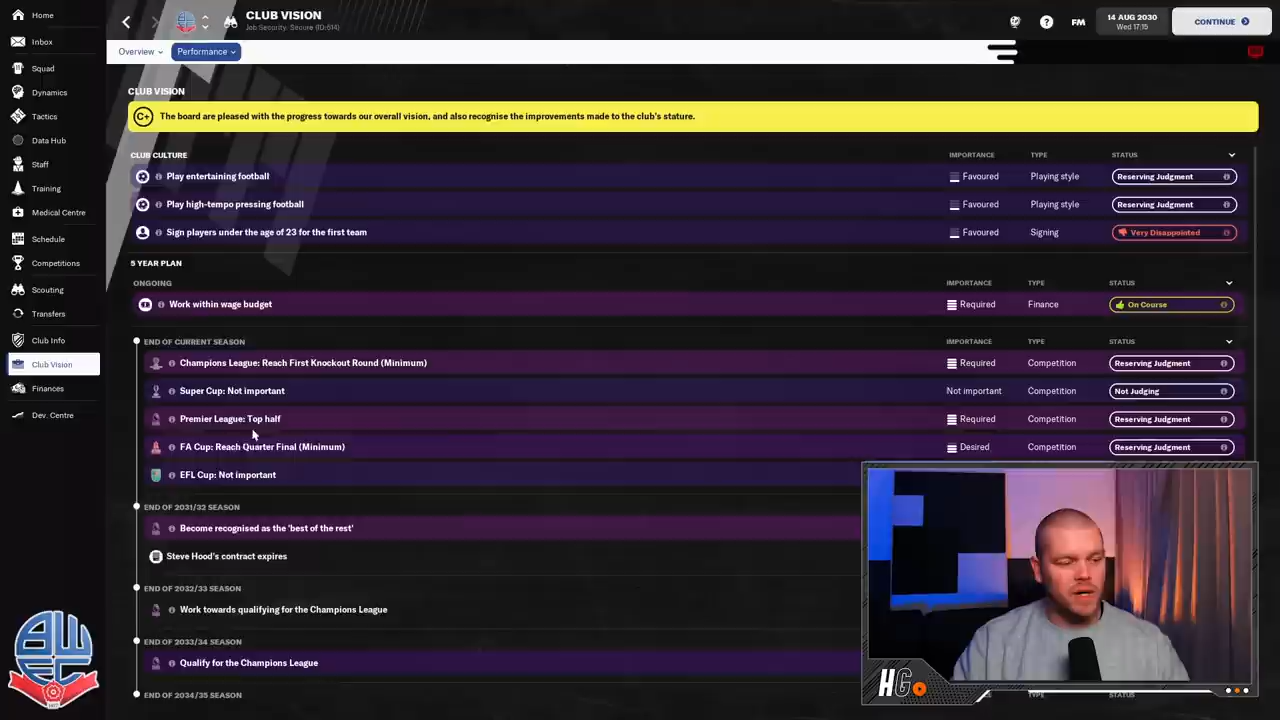 Home
CLUB VISION
Job Security: Secure (ID:514)
FM
14 AUG 2030
Wed 17:15
CONTINUE
Inbox
Squad
Dynamics
Tactics
Data Hub
Staff
Training
Medical Centre
Schedule
Competitions
Scouting
Transfers
Club Info
Club Vision
Finances
Dev. Centre
Overview
Performance
CLUB VISION
C+ The board are pleased with the progress towards our overall vision, and also recognise the improvements made to the club's stature.
CLUB CULTURE IMPORTANCE TYPE STATUS
Play entertaining football Favoured Playing style Reserving Judgment
Play high-tempo pressing football Favoured Playing style Reserving Judgment
Sign players under the age of 23 for the first team Favoured Signing Very Disappointed
5 YEAR PLAN
ONGOING IMPORTANCE TYPE STATUS
Work within wage budget Required Finance On Course
END OF CURRENT SEASON IMPORTANCE TYPE STATUS
Champions League: Reach First Knockout Round (Minimum) Required Competition Reserving Judgment
Super Cup: Not important Not important Competition Not Judging
Premier League: Top half Required Competition Reserving Judgment
FA Cup: Reach Quarter Final (Minimum) Desired Competition Reserving Judgment
EFL Cup: Not important
END OF 2031/32 SEASON
Become recognised as the 'best of the rest'
Steve Hood's contract expires
END OF 2032/33 SEASON
Work towards qualifying for the Champions League
END OF 2033/34 SEASON
Qualify for the Champions League
END OF 2034/35 SEASON TYPE STATUS
HG